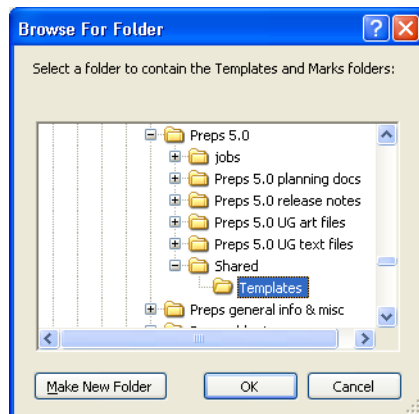 Browse For Folder
Select a folder to contain the Templates and Marks folders:
Preps 5.0
jobs
Preps 5.0 planning docs
Preps 5.0 release notes
Preps 5.0 UG art files
Preps 5.0 UG text files
Shared
Templates
Preps general info & misc
Make New Folder
OK
Cancel